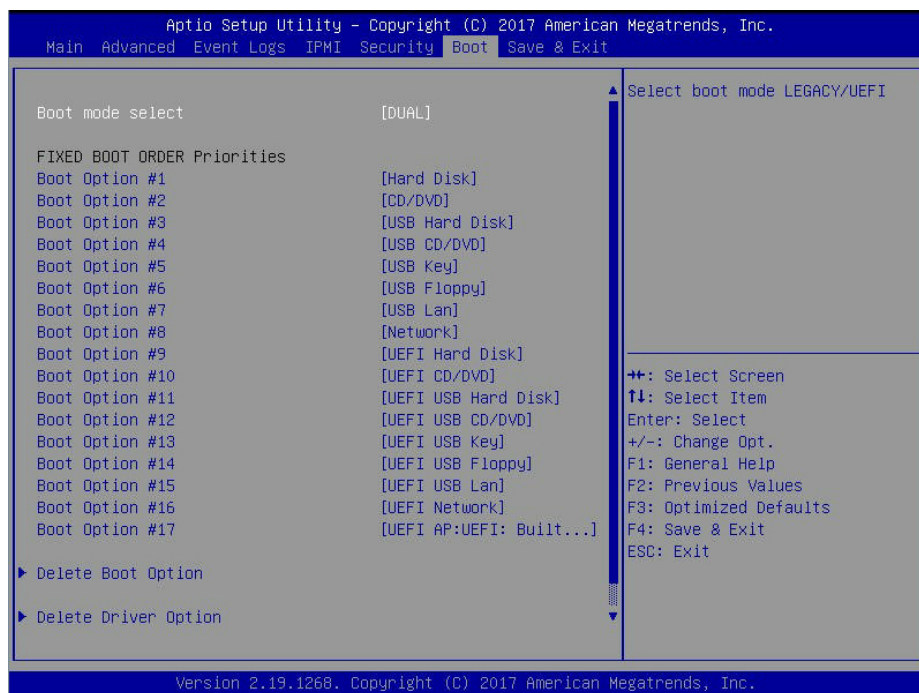 Aptio Setup Utility – Copyright (C) 2017 American Megatrends, Inc.
Main Advanced Event Logs IPMI Security Boot Save & Exit
Boot mode select [DUAL]
FIXED BOOT ORDER Priorities
Boot Option #1 [Hard Disk]
Boot Option #2 [CD/DVD]
Boot Option #3 [USB Hard Disk]
Boot Option #4 [USB CD/DVD]
Boot Option #5 [USB Key]
Boot Option #6 [USB Floppy]
Boot Option #7 [USB Lan]
Boot Option #8 [Network]
Boot Option #9 [UEFI Hard Disk]
Boot Option #10 [UEFI CD/DVD]
Boot Option #11 [UEFI USB Hard Disk]
Boot Option #12 [UEFI USB CD/DVD]
Boot Option #13 [UEFI USB Key]
Boot Option #14 [UEFI USB Floppy]
Boot Option #15 [UEFI USB Lan]
Boot Option #16 [UEFI Network]
Boot Option #17 [UEFI AP:UEFI: Built...]
Delete Boot Option
Delete Driver Option
Select boot mode LEGACY/UEFI
→←: Select Screen
↑↓: Select Item
Enter: Select
+/-: Change Opt.
F1: General Help
F2: Previous Values
F3: Optimized Defaults
F4: Save & Exit
ESC: Exit
Version 2.19.1268. Copyright (C) 2017 American Megatrends, Inc.